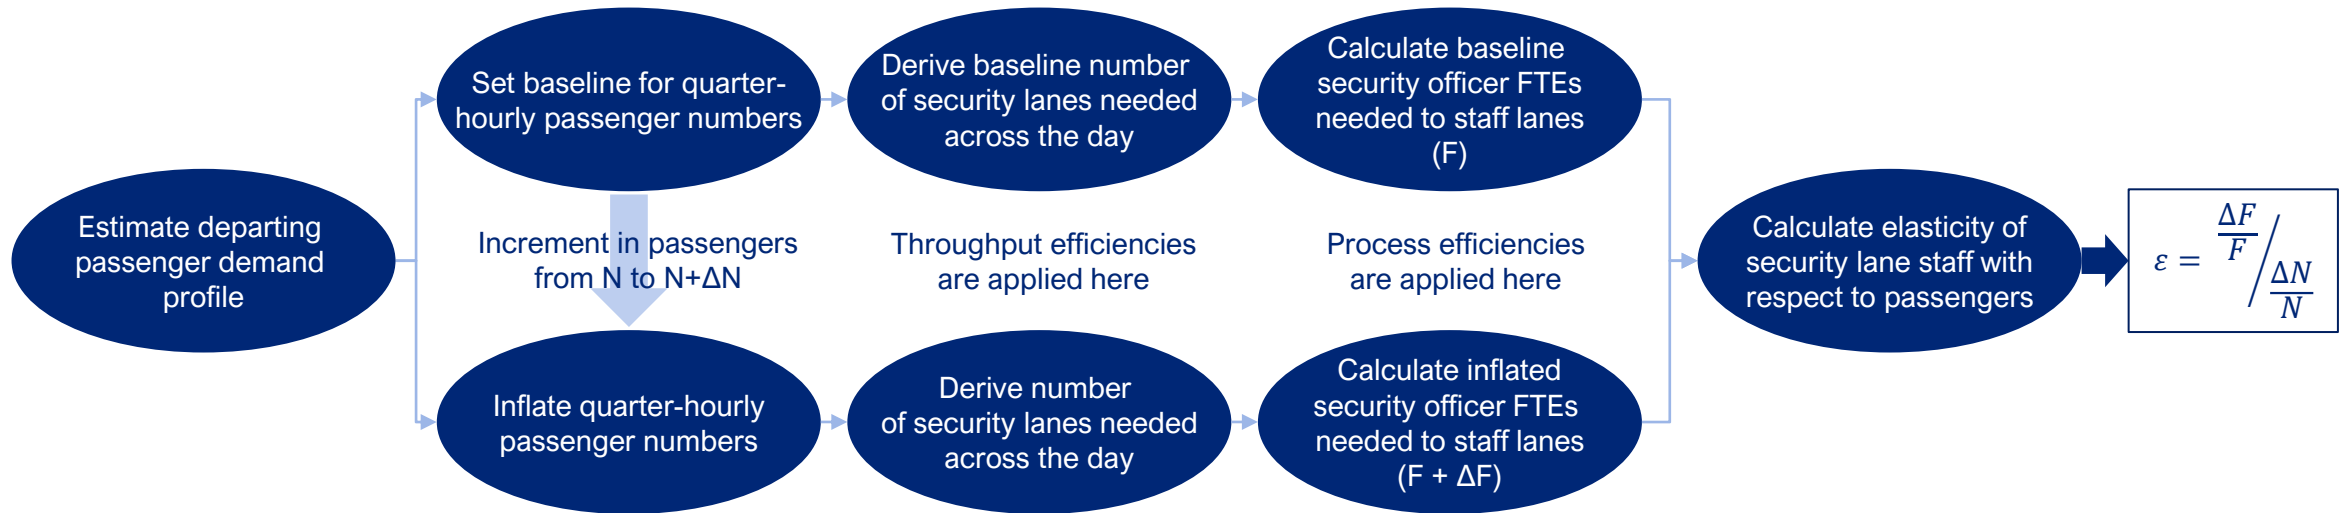 Estimate departing
passenger demand
profile
Set baseline for quarter-
hourly passenger numbers
Increment in passengers
from N to N+ΔN
Inflate quarter-hourly
passenger numbers
Derive baseline number
of security lanes needed
across the day
Throughput efficiencies
are applied here
Derive number
of security lanes needed
across the day
Calculate baseline
security officer FTEs
needed to staff lanes
(F)
Process efficiencies
are applied here
Calculate inflated
security officer FTEs
needed to staff lanes
(F + ΔF)
Calculate elasticity of
security lane staff with
respect to passengers
ε = ΔF/F / ΔN/N